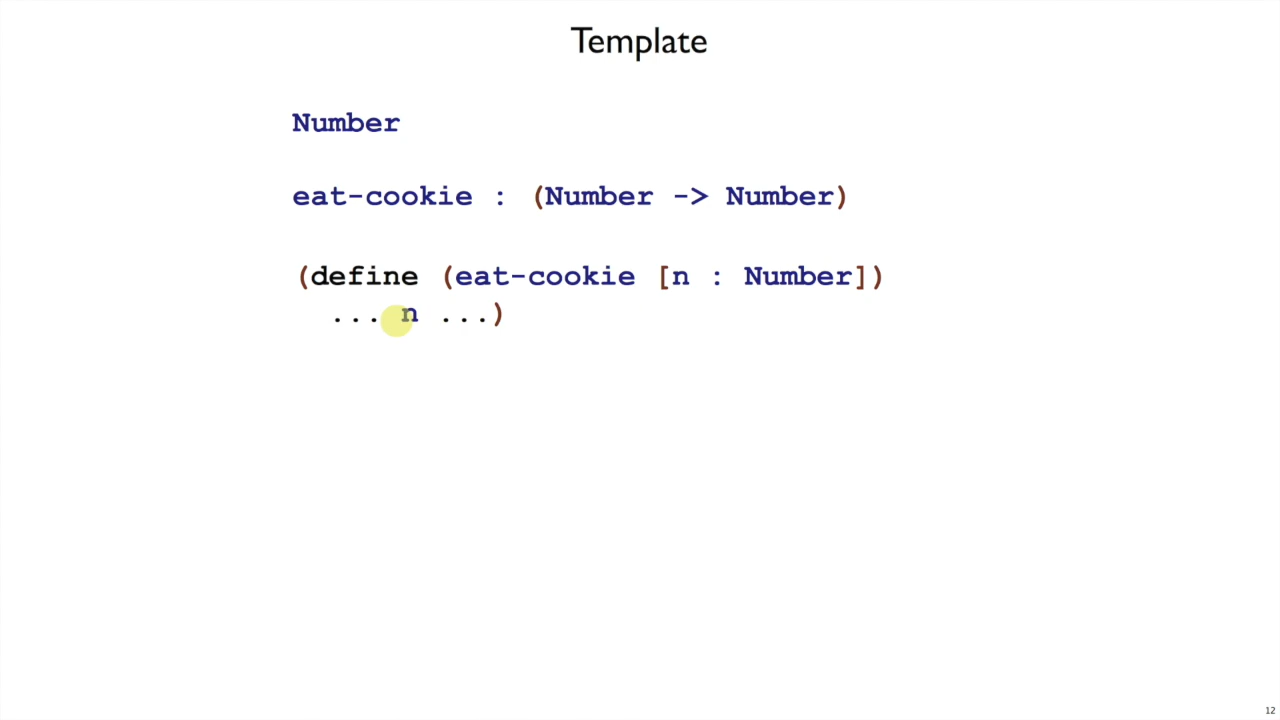 Template
Number
eat-cookie : (Number -> Number)
(define (eat-cookie [n : Number])
... n ...)
12